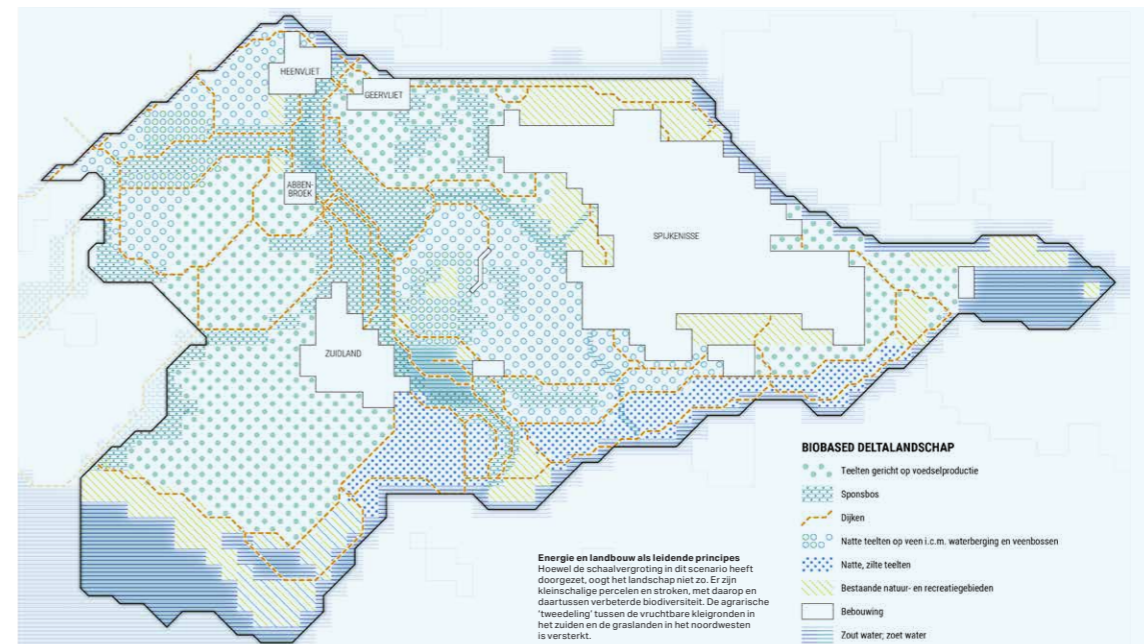 HEENVLIET
GEERVLIET
ABBEN-
BROEK
SPIJKENISSE
ZUIDLAND
Energie en landbouw als leidende principes
Hoewel de schaalvergroting in dit scenario heeft
doorgezet, oogt het landschap niet zo. Er zijn
kleinschalige percelen en stroken, met daarop en
daartussen verbeterde biodiversiteit. De agrarische
‘tweedeling’ tussen de vruchtbare kleigronden in
het zuiden en de graslanden in het noordwesten
is versterkt.
BIOBASED DELTALANDSCHAP
Teelten gericht op voedselproductie
Sponsbos
Dijken
Natte teelten op veen i.c.m. waterberging en veenbossen
Natte, zilte teelten
Bestaande natuur- en recreatiegebieden
Bebouwing
Zout water; zoet water